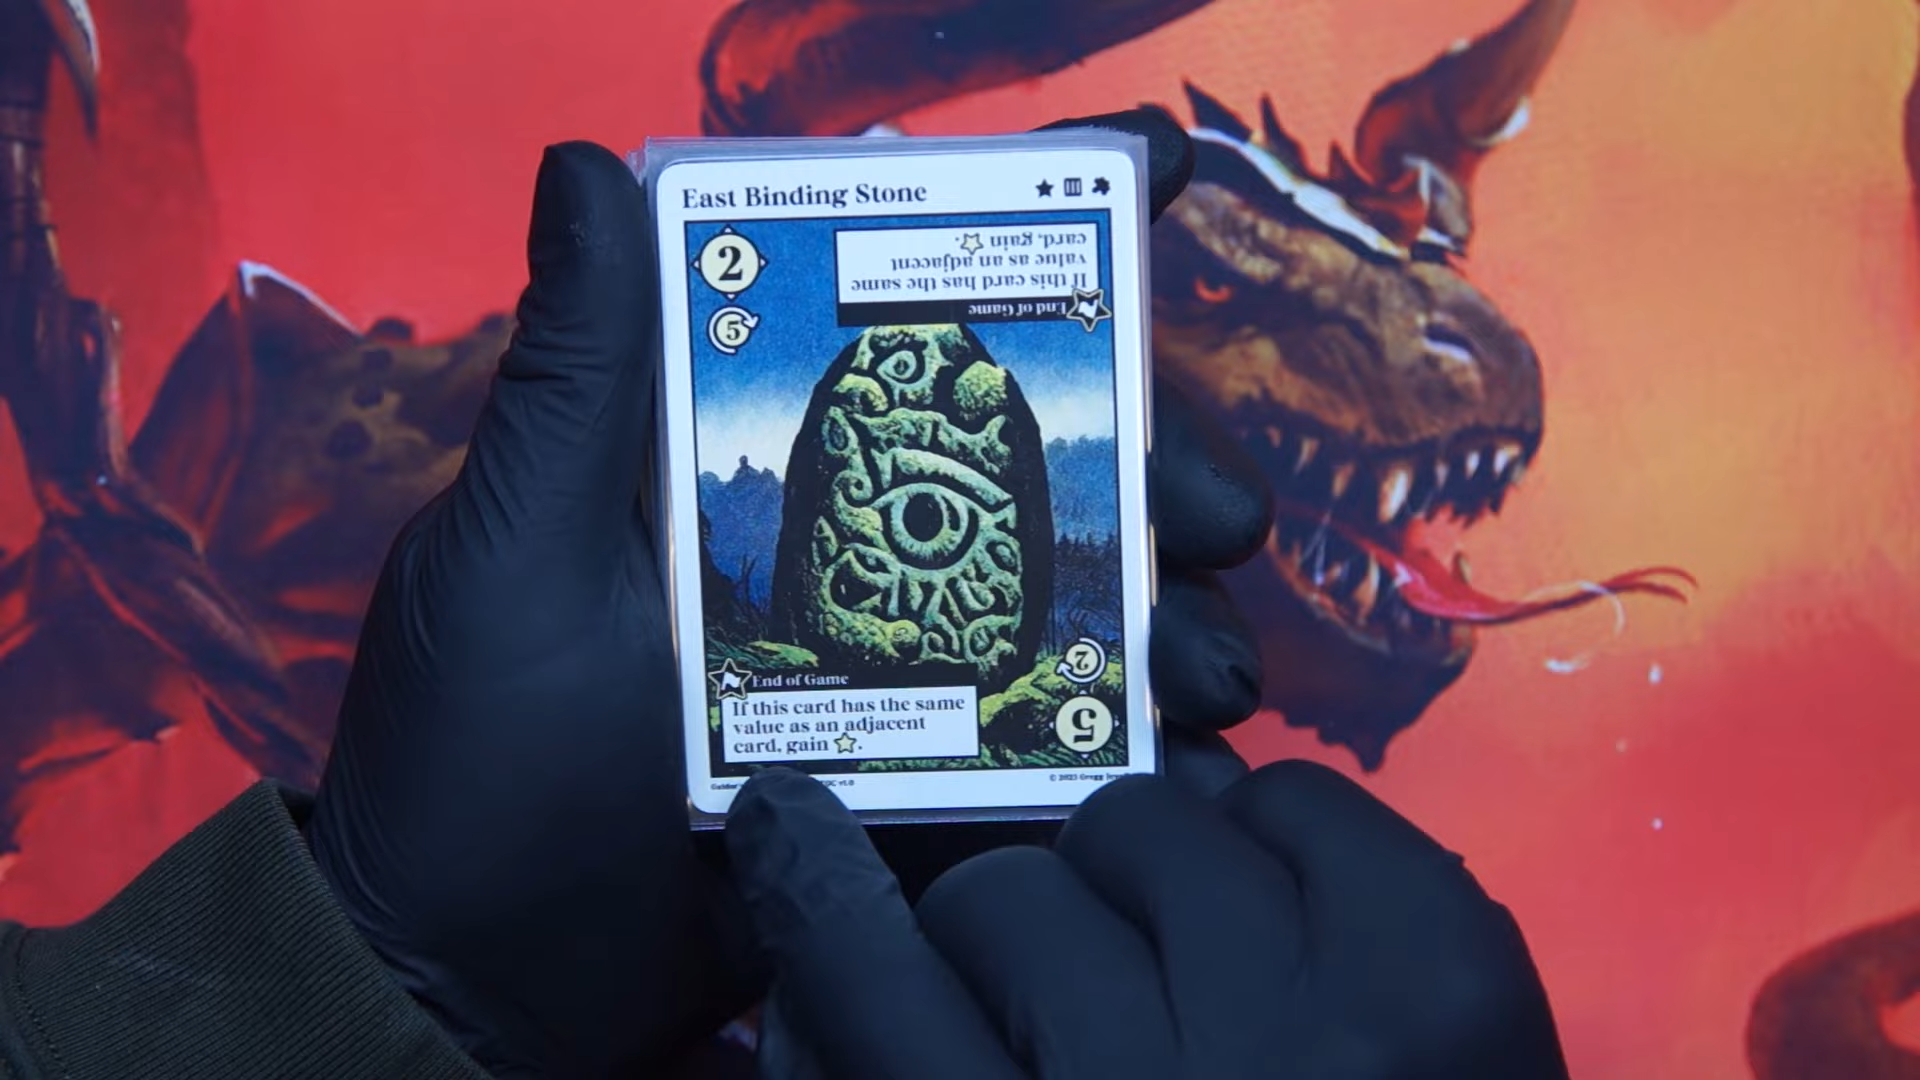 East Binding Stone
2
5
If this card has the same
value as an adjacent
card, gain
End of Game
End of Game
If this card has the same
value as an adjacent
card, gain
2
5
© 2023 Gregg